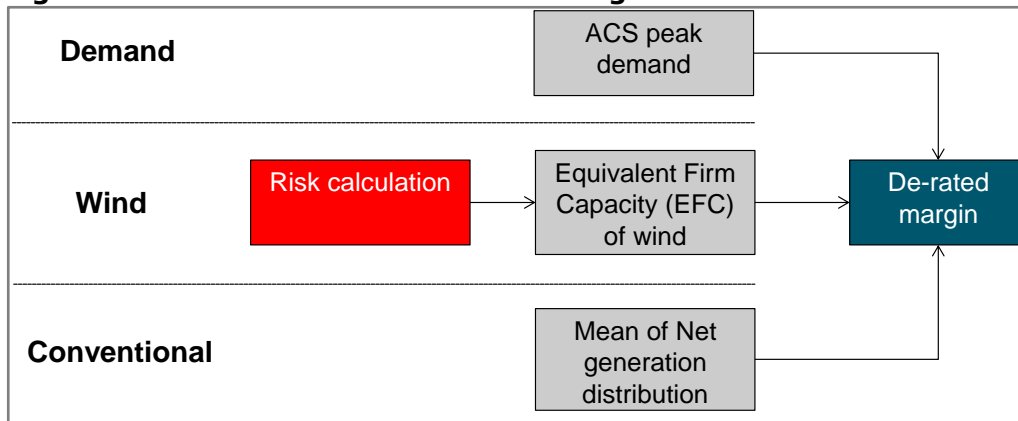 Demand
ACS peak
demand
Wind
Risk calculation
Equivalent Firm
Capacity (EFC)
of wind
De-rated
margin
Conventional
Mean of Net
generation
distribution